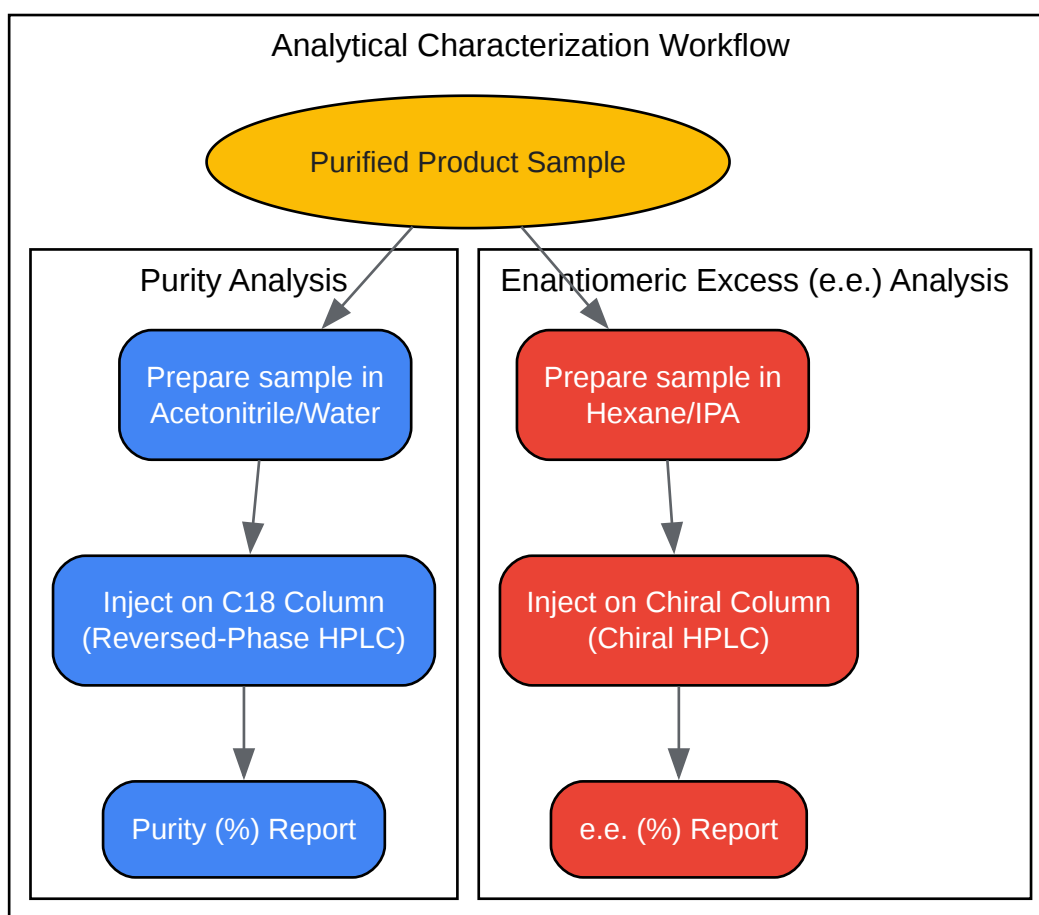 Analytical Characterization Workflow
Purified Product Sample
Purity Analysis
Prepare sample in
Acetonitrile/Water
Inject on C18 Column
(Reversed-Phase HPLC)
Purity (%) Report
Enantiomeric Excess (e.e.) Analysis
Prepare sample in
Hexane/IPA
Inject on Chiral Column
(Chiral HPLC)
e.e. (%) Report